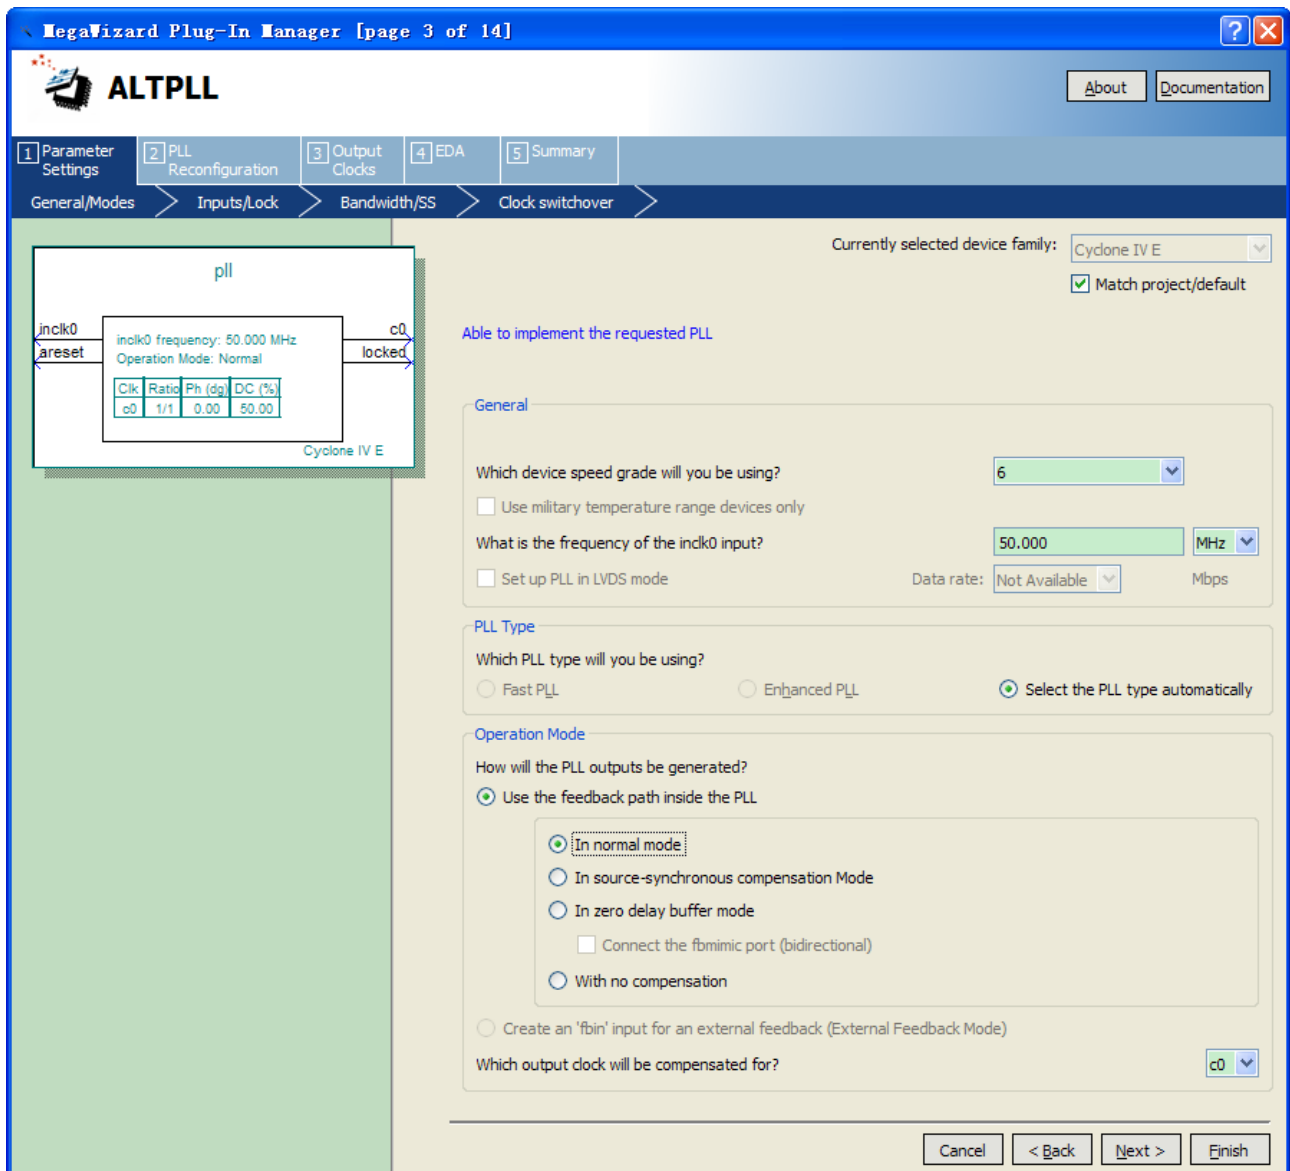 MegaWizard Plug-In Manager [page 3 of 14]
ALTPLL
About
Documentation
1 Parameter Settings
2 PLL Reconfiguration
3 Output Clocks
4 EDA
5 Summary
General/Modes
Inputs/Lock
Bandwidth/SS
Clock switchover
Currently selected device family:
Cyclone IV E
Match project/default
pll
inclk0
areset
c0
locked
inclk0 frequency: 50.000 MHz
Operation Mode: Normal
Clk Ratio Ph (dg) DC (%)
c0 1/1 0.00 50.00
Cyclone IV E
Able to implement the requested PLL
General
Which device speed grade will you be using?
6
Use military temperature range devices only
What is the frequency of the inclk0 input?
50.000
MHz
Set up PLL in LVDS mode
Data rate:
Not Available
Mbps
PLL Type
Which PLL type will you be using?
Fast PLL
Enhanced PLL
Select the PLL type automatically
Operation Mode
How will the PLL outputs be generated?
Use the feedback path inside the PLL
In normal mode
In source-synchronous compensation Mode
In zero delay buffer mode
Connect the fbmimic port (bidirectional)
With no compensation
Create an 'fbin' input for an external feedback (External Feedback Mode)
Which output clock will be compensated for?
c0
Cancel
< Back
Next >
Finish